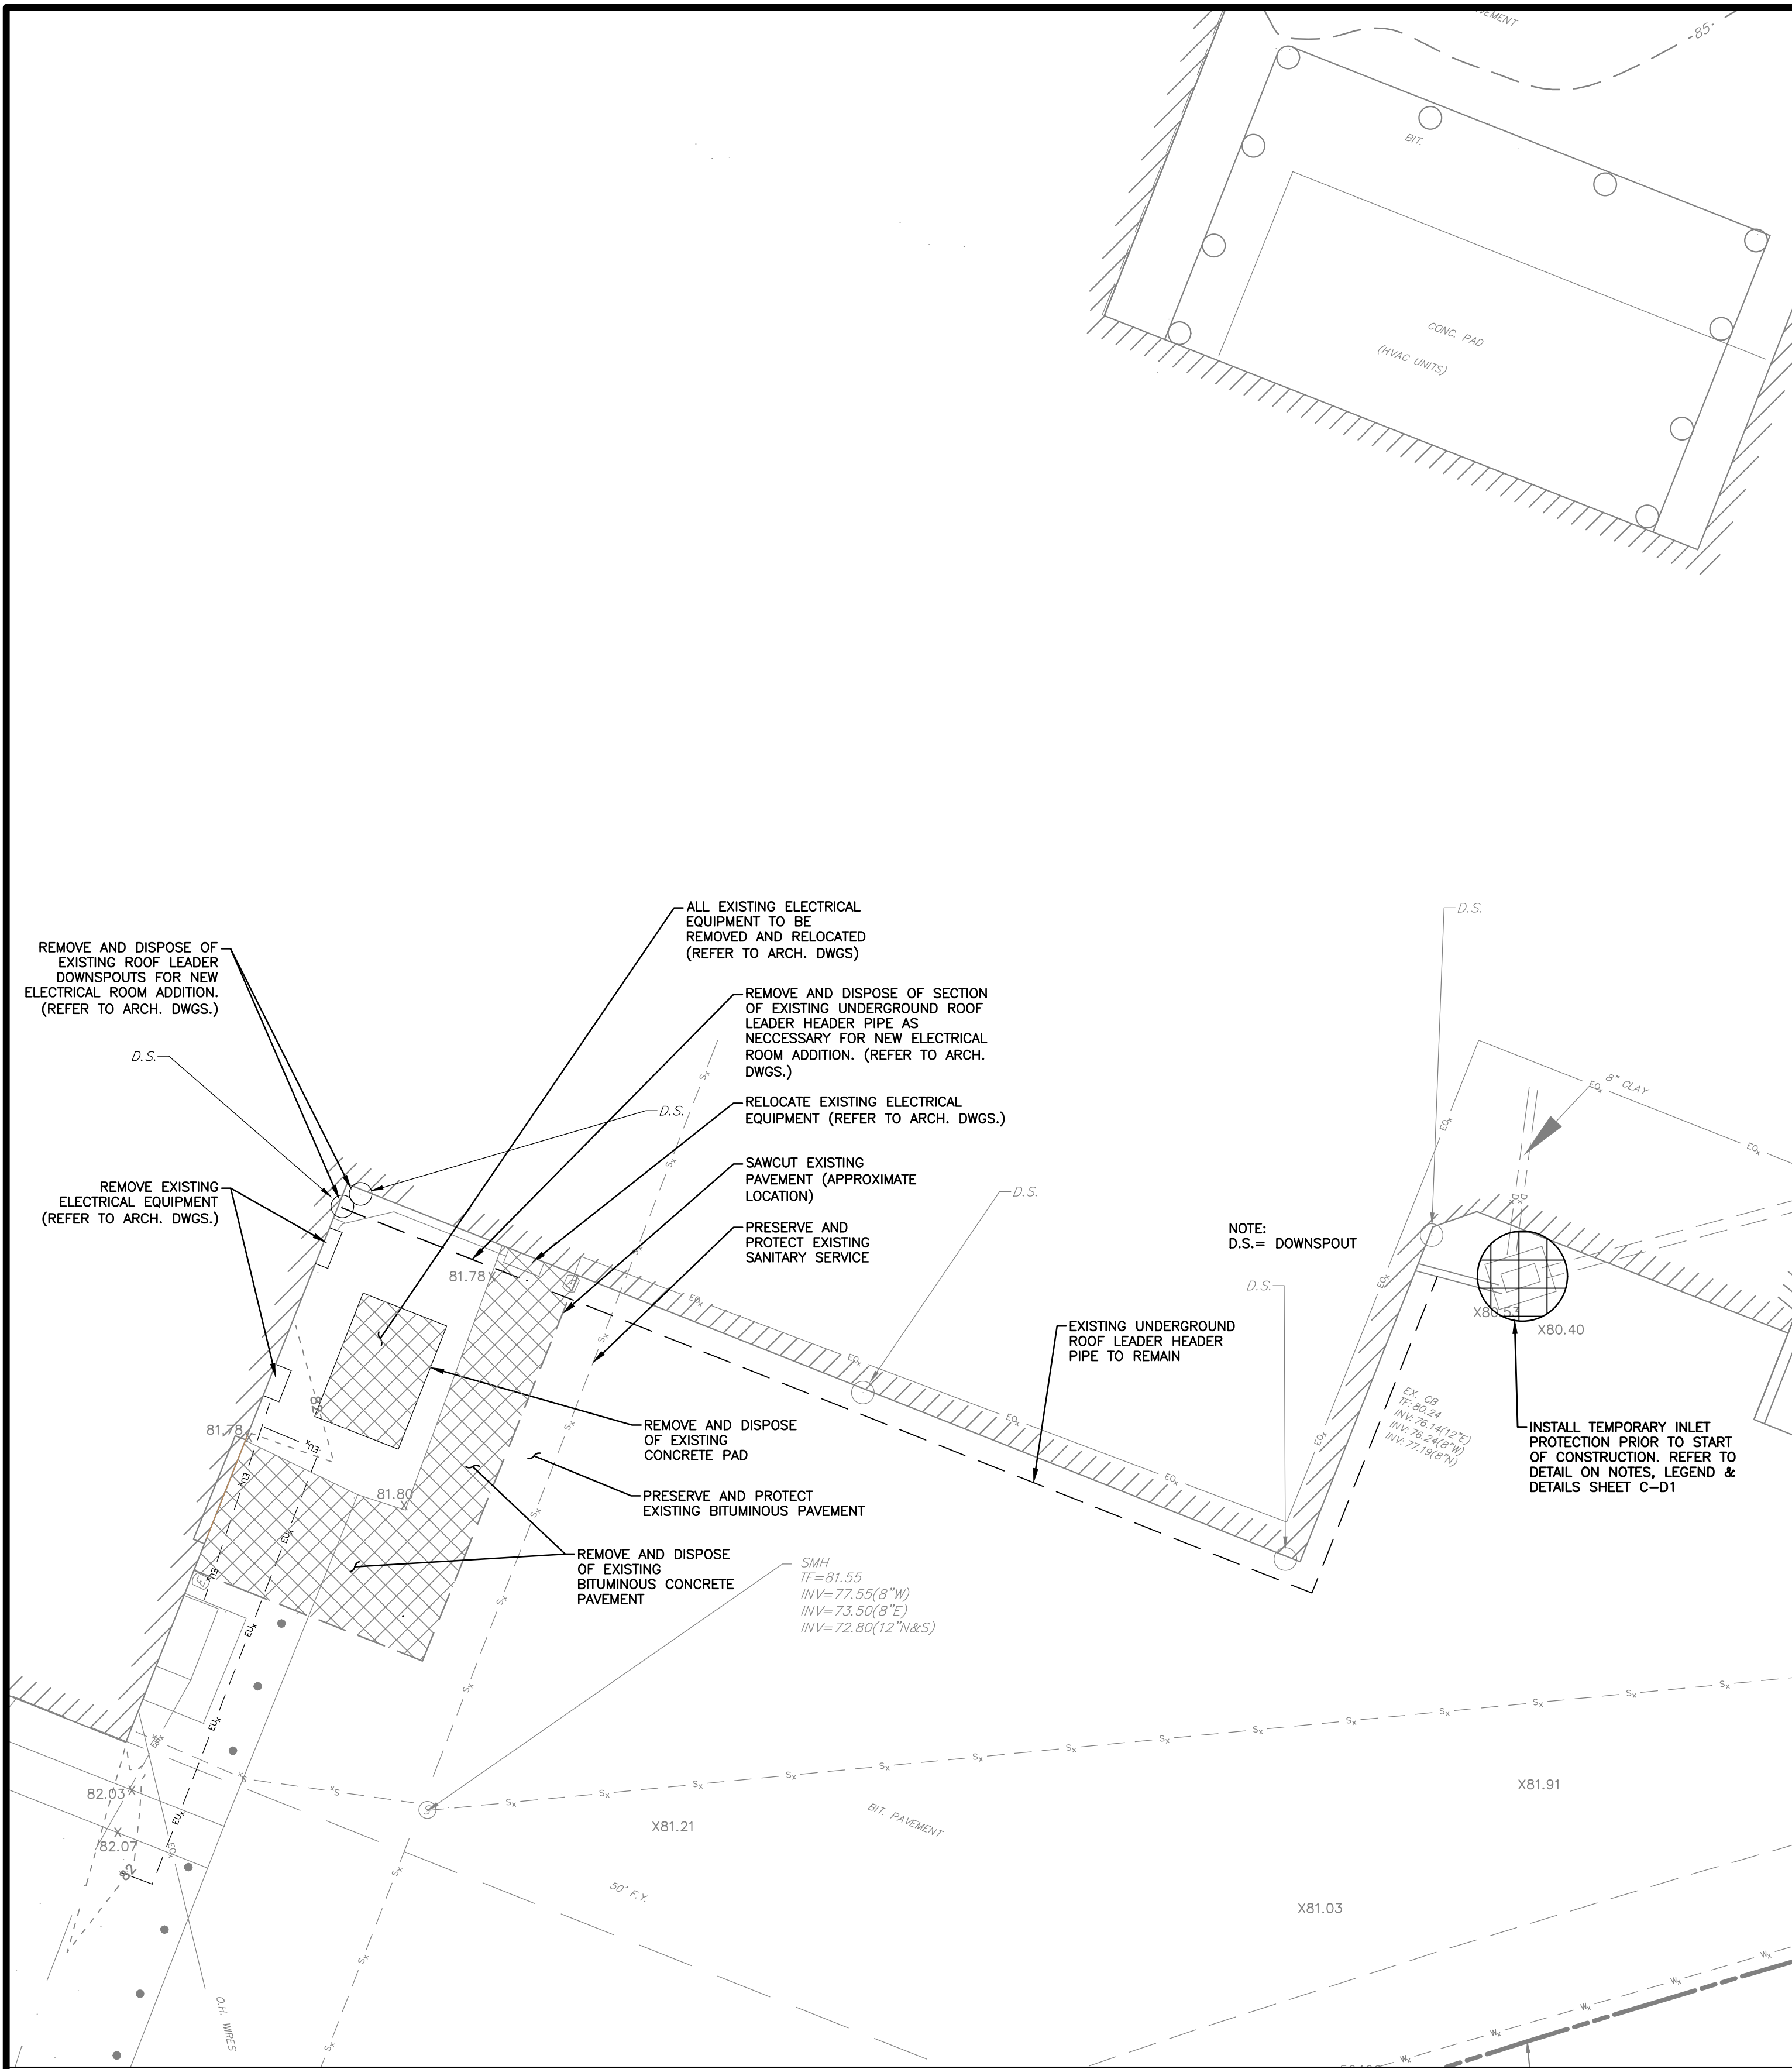 85
BIT.
CONC. PAD
(HVAC UNITS)
ALL EXISTING ELECTRICAL
EQUIPMENT TO BE
REMOVED AND RELOCATED
(REFER TO ARCH. DWGS)
D.S.
REMOVE AND DISPOSE OF
EXISTING ROOF LEADER
DOWNSPOUTS FOR NEW
ELECTRICAL ROOM ADDITION.
(REFER TO ARCH. DWGS.)
REMOVE AND DISPOSE OF SECTION
OF EXISTING UNDERGROUND ROOF
LEADER HEADER PIPE AS
NECCESSARY FOR NEW ELECTRICAL
ROOM ADDITION. (REFER TO ARCH.
DWGS.)
D.S.
D.S.
RELOCATE EXISTING ELECTRICAL
EQUIPMENT (REFER TO ARCH. DWGS.)
8" CLAY
SAWCUT EXISTING
PAVEMENT (APPROXIMATE
LOCATION)
REMOVE EXISTING
ELECTRICAL EQUIPMENT
(REFER TO ARCH. DWGS.)
D.S.
PRESERVE AND
PROTECT EXISTING
SANITARY SERVICE
NOTE:
D.S.= DOWNSPOUT
D.S.
81.78
X80.53
X80.40
EXISTING UNDERGROUND
ROOF LEADER HEADER
PIPE TO REMAIN
EX. CB
TF:80.24
INV:76.14(12"E)
INV:76.24(8"W)
INV:77.19(8"N)
INSTALL TEMPORARY INLET
PROTECTION PRIOR TO START
OF CONSTRUCTION. REFER TO
DETAIL ON NOTES, LEGEND &
DETAILS SHEET C-D1
81.78
REMOVE AND DISPOSE
OF EXISTING
CONCRETE PAD
81.80
PRESERVE AND PROTECT
EXISTING BITUMINOUS PAVEMENT
REMOVE AND DISPOSE
OF EXISTING
BITUMINOUS CONCRETE
PAVEMENT
SMH
TF=81.55
INV=77.55(8"W)
INV=73.50(8"E)
INV=72.80(12"N&S)
82.03
82.07
82
S
X81.21
BIT. PAVEMENT
X81.91
50' F.Y.
X81.03
O.H. WIRES